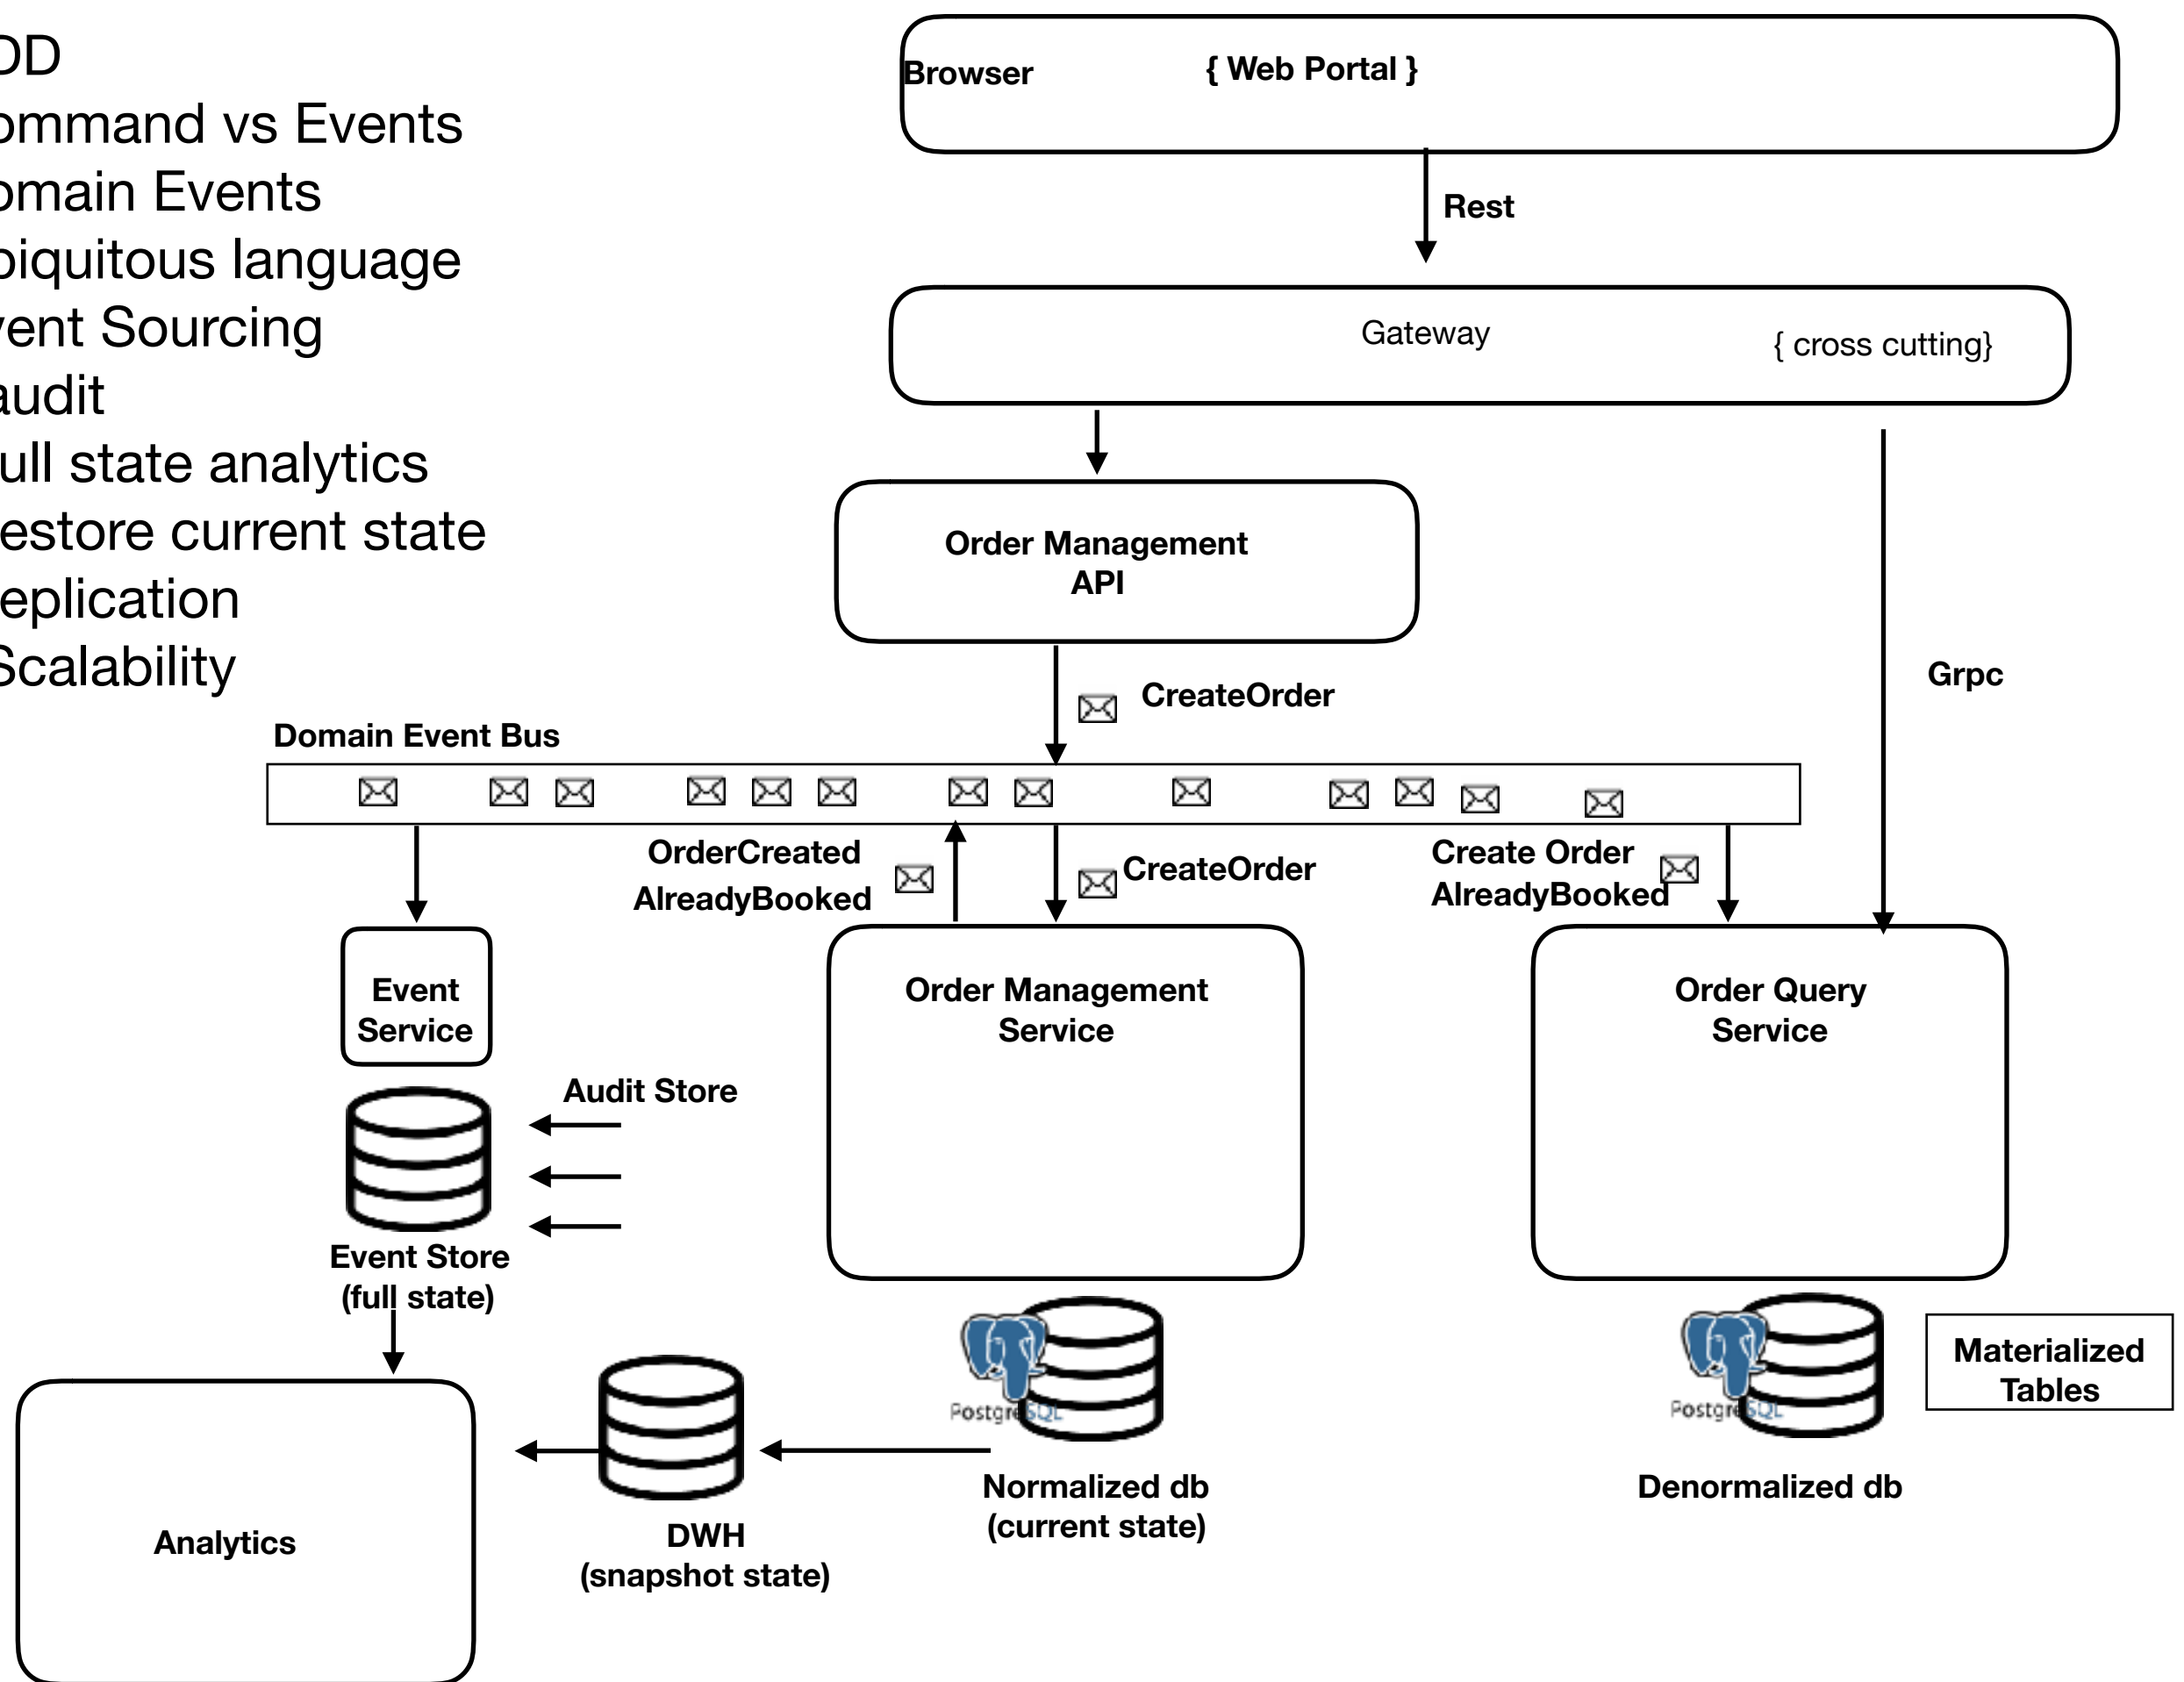 DD
ommand vs Events
omain Events
biquitous language
vent Sourcing
audit
ull state analytics
estore current state
eplication
Scalability
Browser
{ Web Portal }
Rest
Gateway
{ cross cutting}
Order Management
API
CreateOrder
Grpc
Domain Event Bus
OrderCreated
AlreadyBooked
CreateOrder
Create Order
AlreadyBooked
Event
Service
Order Management
Service
Order Query
Service
Audit Store
Event Store
(full state)
PostgreSQL
PostgreSQL
Materialized
Tables
Normalized db
(current state)
Denormalized db
DWH
(snapshot state)
Analytics